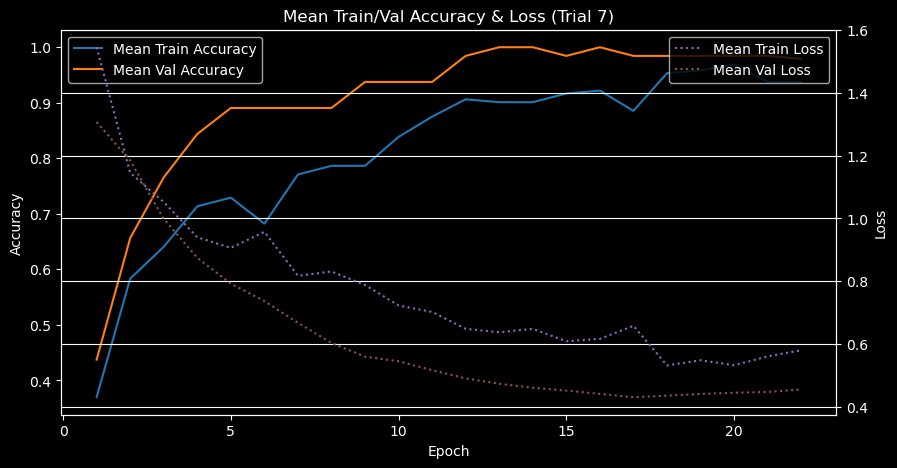 Mean Train/Val Accuracy & Loss (Trial 7)
Mean Train Accuracy
Mean Val Accuracy
Mean Train Loss
Mean Val Loss
Accuracy
1.0
0.9
0.8
0.7
0.6
0.5
0.4
1.6
1.4
1.2
1.0
0.8
0.6
0.4
Loss
0
5
10
15
20
Epoch